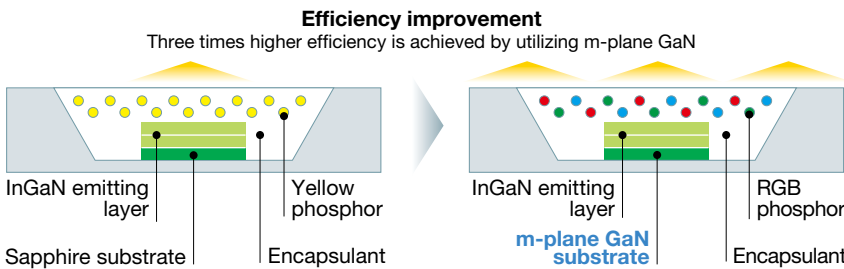 Efficiency improvement
Three times higher efficiency is achieved by utilizing m-plane GaN
InGaN emitting
layer
Yellow
phosphor
Sapphire substrate
Encapsulant
InGaN emitting
layer
RGB
phosphor
m-plane GaN
substrate
Encapsulant